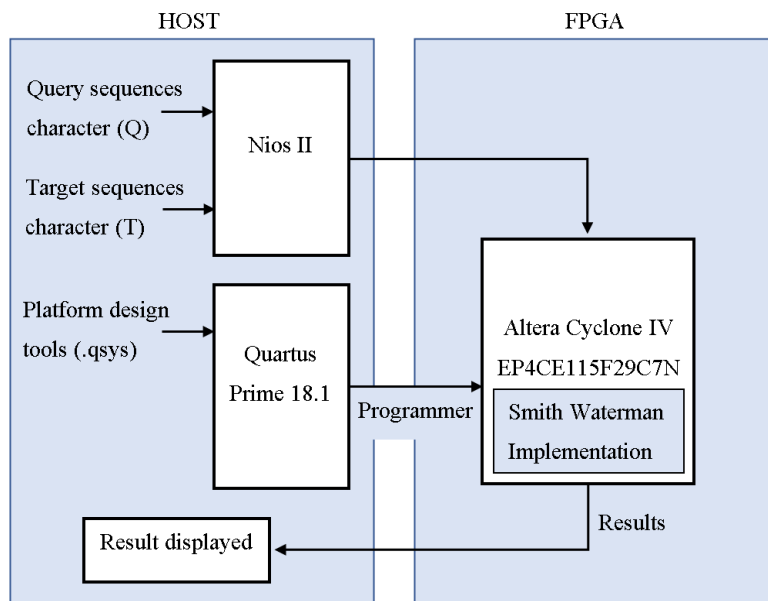 HOST
FPGA
Query sequences
character (Q)
Nios II
Target sequences
character (T)
Platform design
tools (.qsys)
Quartus
Prime 18.1
Programmer
Altera Cyclone IV
EP4CE115F29C7N
Smith Waterman
Implementation
Results
Result displayed